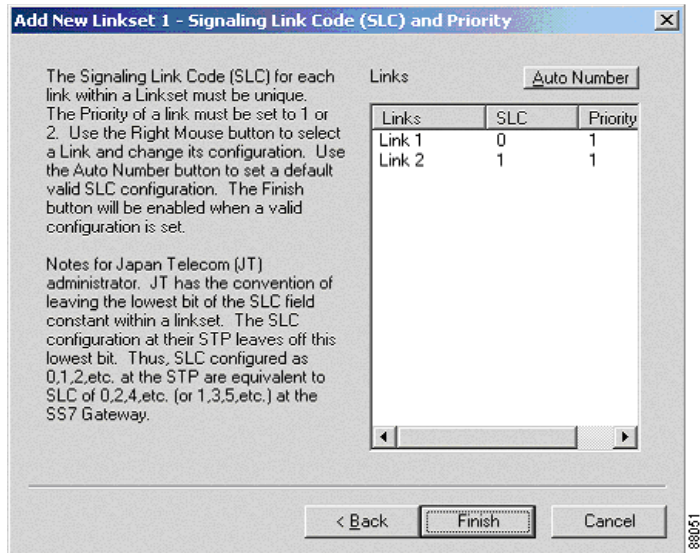 Add New Linkset 1 - Signaling Link Code (SLC) and Priority
The Signaling Link Code (SLC) for each
link within a Linkset must be unique.
The Priority of a link must be set to 1 or
2. Use the Right Mouse button to select
a Link and change its configuration. Use
the Auto Number button to set a default
valid SLC configuration. The Finish
button will be enabled when a valid
configuration is set.
Notes for Japan Telecom (JT)
administrator. JT has the convention of
leaving the lowest bit of the SLC field
constant within a linkset. The SLC
configuration at their STP leaves off this
lowest bit. Thus, SLC configured as
0,1,2,etc. at the STP are equivalent to
SLC of 0,2,4,etc. (or 1,3,5,etc.) at the
SS7 Gateway.
Links Auto Number
Links SLC Priority
Link 1 0 1
Link 2 1 1
< Back Finish Cancel
88051